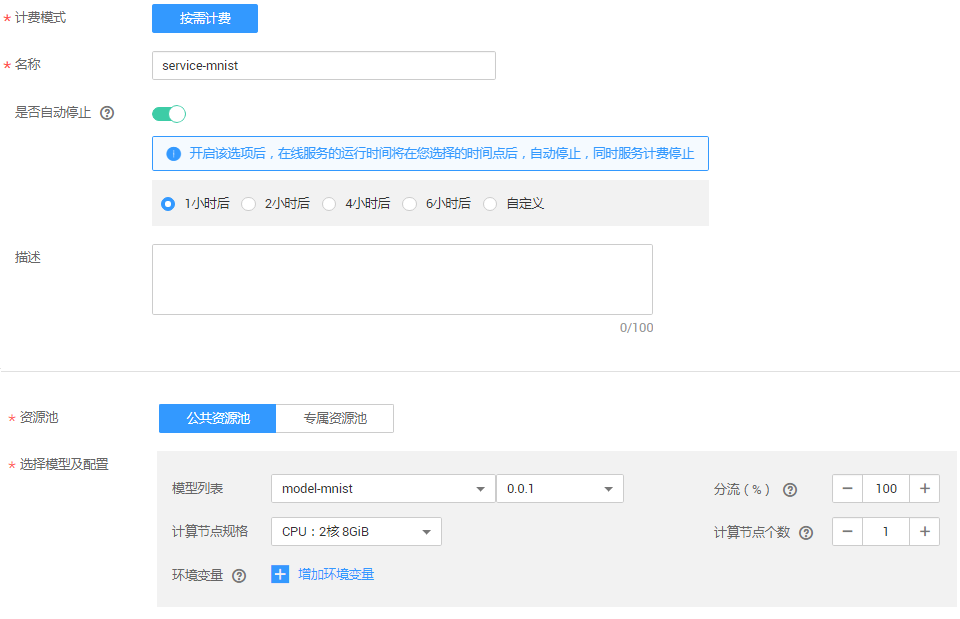 * 计费模式 按需计费
* 名称 service-mnist
是否自动停止 ?
开启该选项后，在线服务的运行时间将在您选择的时间点后，自动停止，同时服务计费停止
1小时后 2小时后 4小时后 6小时后 自定义
描述
0/100
* 资源池 公共资源池 专属资源池
* 选择模型及配置
模型列表 model-mnist 0.0.1 分流（%） ? − 100 +
计算节点规格 CPU：2核 8GiB 计算节点个数 ? − 1 +
环境变量 ? + 增加环境变量